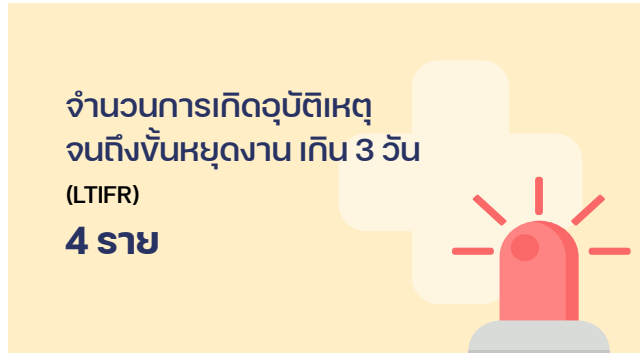 จำนวนการเกิดอุบัติเหตุ
จนถึงขั้นหยุดงาน เกิน 3 วัน
(LTIFR)
4 ราย